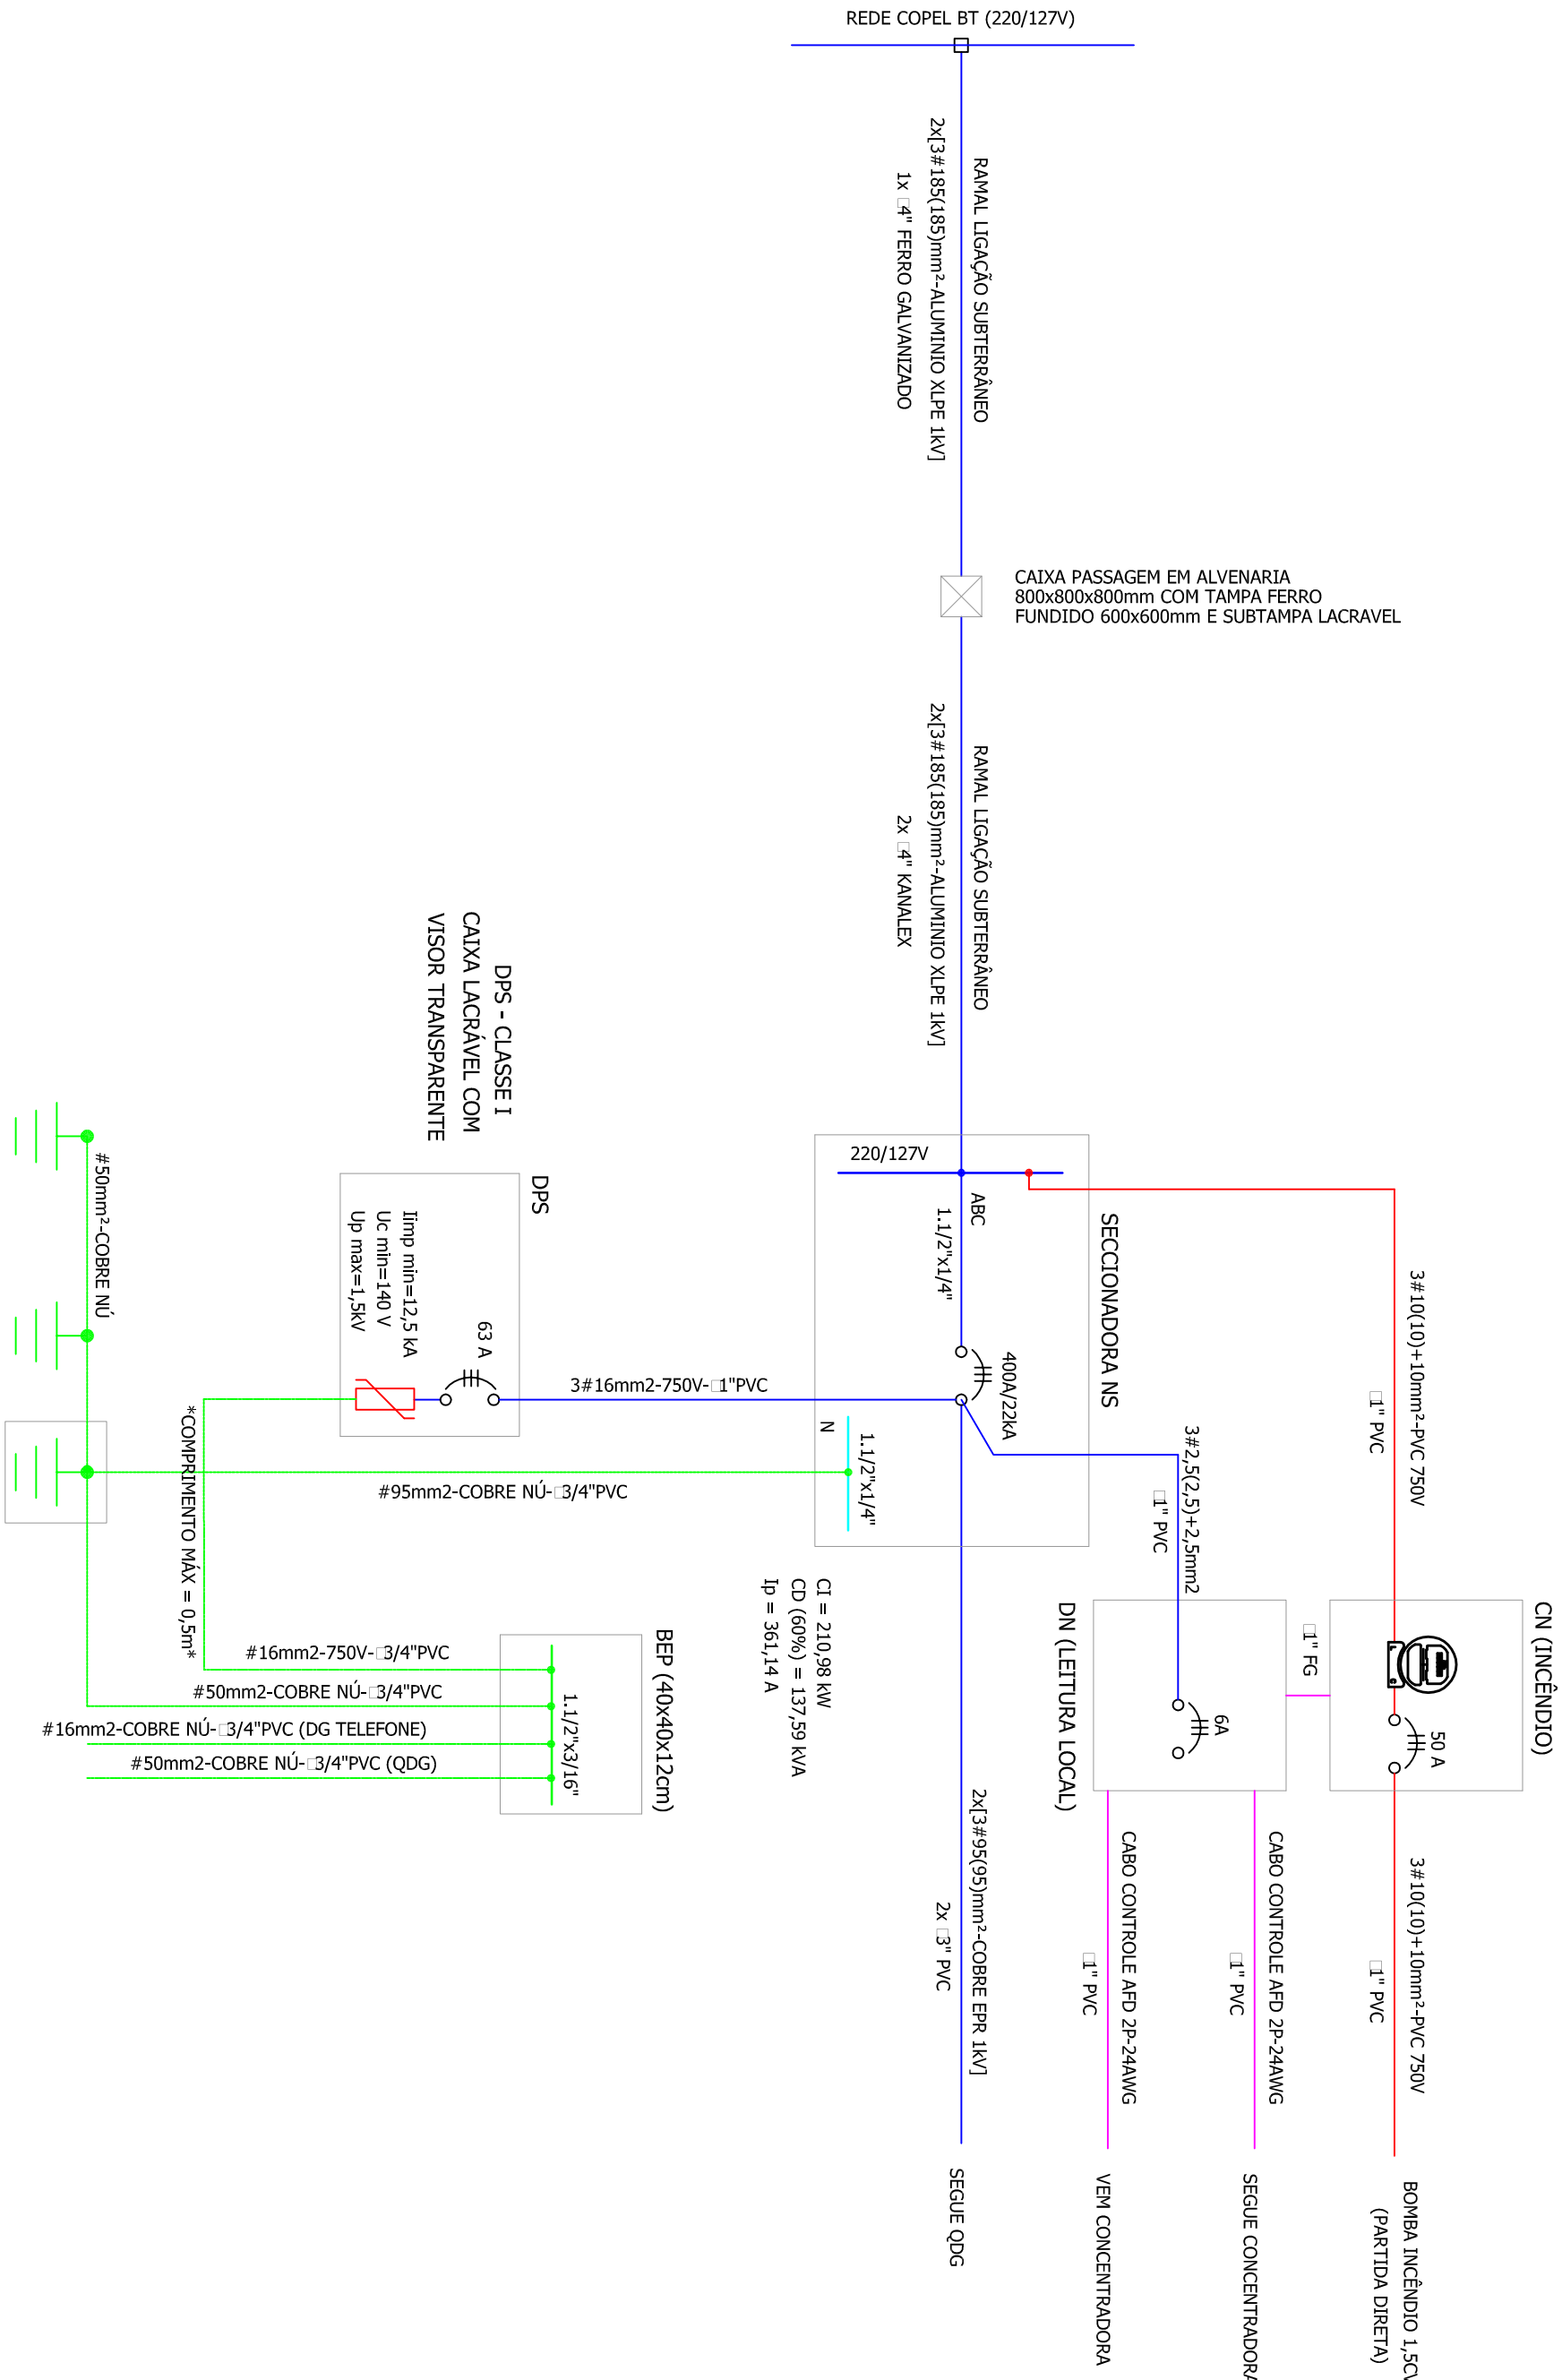 REDE COPEL BT (220/127V)
RAMAL LIGAÇÃO SUBTERRÂNEO
2x[3#185(185)mm²-ALUMINIO XLPE 1kV]
1x □4" FERRO GALVANIZADO
CAIXA PASSAGEM EM ALVENARIA
800x800x800mm COM TAMPA FERRO
FUNDIDO 600x600mm E SUBTAMPA LACRAVEL
RAMAL LIGAÇÃO SUBTERRÂNEO
2x[3#185(185)mm²-ALUMINIO XLPE 1kV]
2x □4" KANALEX
DPS - CLASSE I
CAIXA LACRÁVEL COM
VISOR TRANSPARENTE
220/127V
ABC
1.1/2"x1/4"
SECCIONADORA NS
400A/22kA
N
1.1/2"x1/4"
DPS
63 A
Iimp min=12,5 kA
Uc min=140 V
Up max=1,5kV
3#16mm2-750V-□1"PVC
#50mm²-COBRE NÚ
*COMPRIMENTO MÁX = 0,5m*
#95mm2-COBRE NÚ-□3/4"PVC
3#10(10)+10mm²-PVC 750V
□1" PVC
3#2,5(2,5)+2,5mm2
□1" PVC
CI = 210,98 kW
CD (60%) = 137,59 kVA
Ip = 361,14 A
CN (INCÊNDIO)
50 A
□1" FG
DN (LEITURA LOCAL)
6A
BEP (40x40x12cm)
1.1/2"x3/16"
#16mm2-750V-□3/4"PVC
#50mm2-COBRE NÚ-□3/4"PVC
#16mm2-COBRE NÚ-□3/4"PVC (DG TELEFONE)
#50mm2-COBRE NÚ-□3/4"PVC (QDG)
2x[3#95(95)mm²-COBRE EPR 1kV]
2x □3" PVC
CABO CONTROLE AFD 2P-24AWG
□1" PVC
CABO CONTROLE AFD 2P-24AWG
□1" PVC
3#10(10)+10mm²-PVC 750V
□1" PVC
SEGUE QDG
VEM CONCENTRADORA
SEGUE CONCENTRADORA
BOMBA INCÊNDIO 1,5CV
(PARTIDA DIRETA)